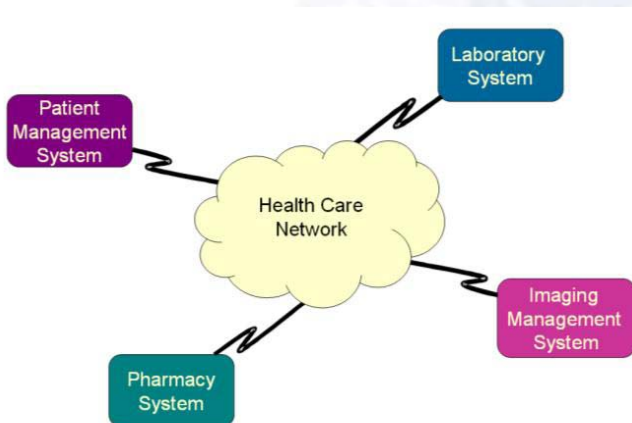 Laboratory
System
Patient
Management
System
Health Care
Network
Imaging
Management
System
Pharmacy
System